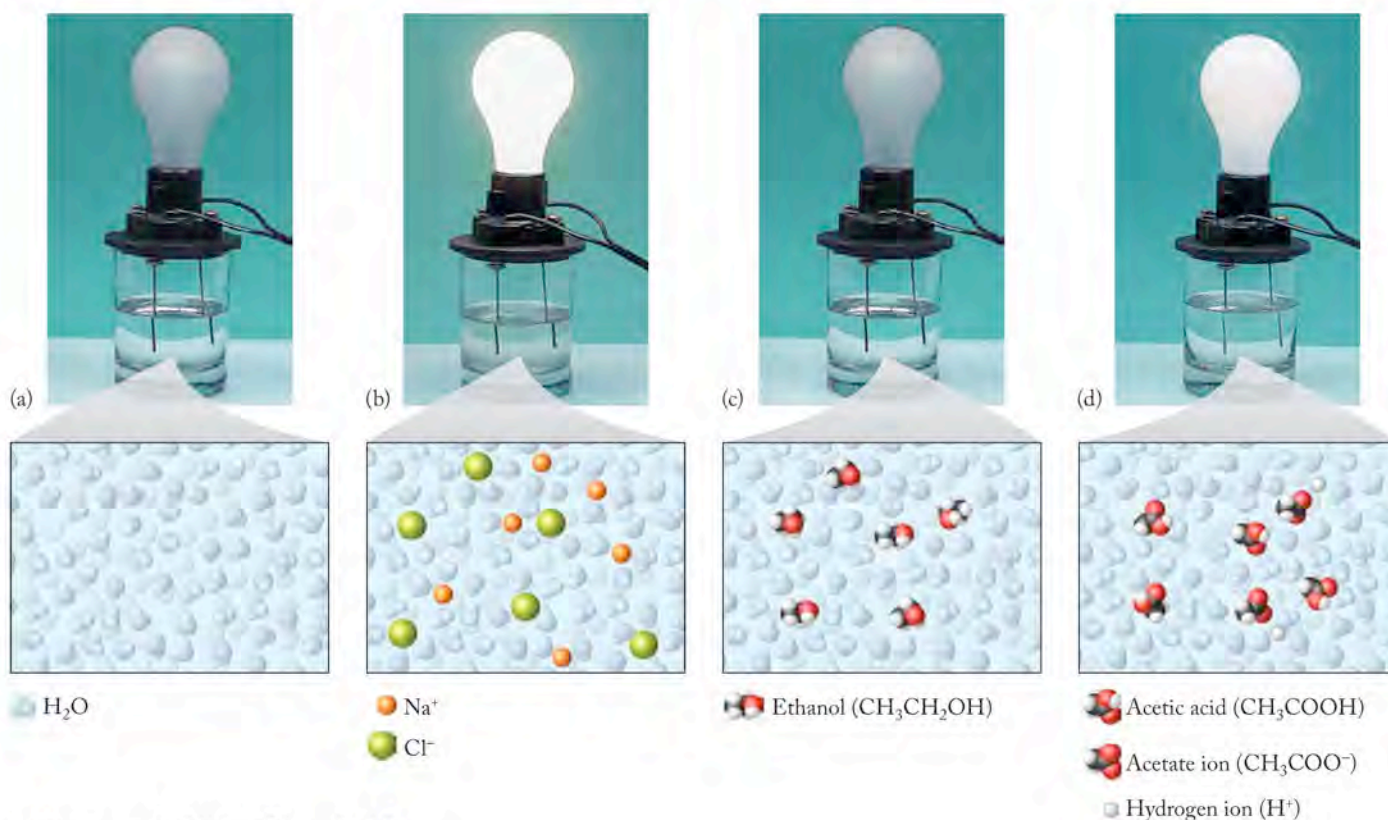 (a)
(b)
(c)
(d)
H₂O
Na⁺
Cl⁻
Ethanol (CH₃CH₂OH)
Acetic acid (CH₃COOH)
Acetate ion (CH₃COO⁻)
Hydrogen ion (H⁺)